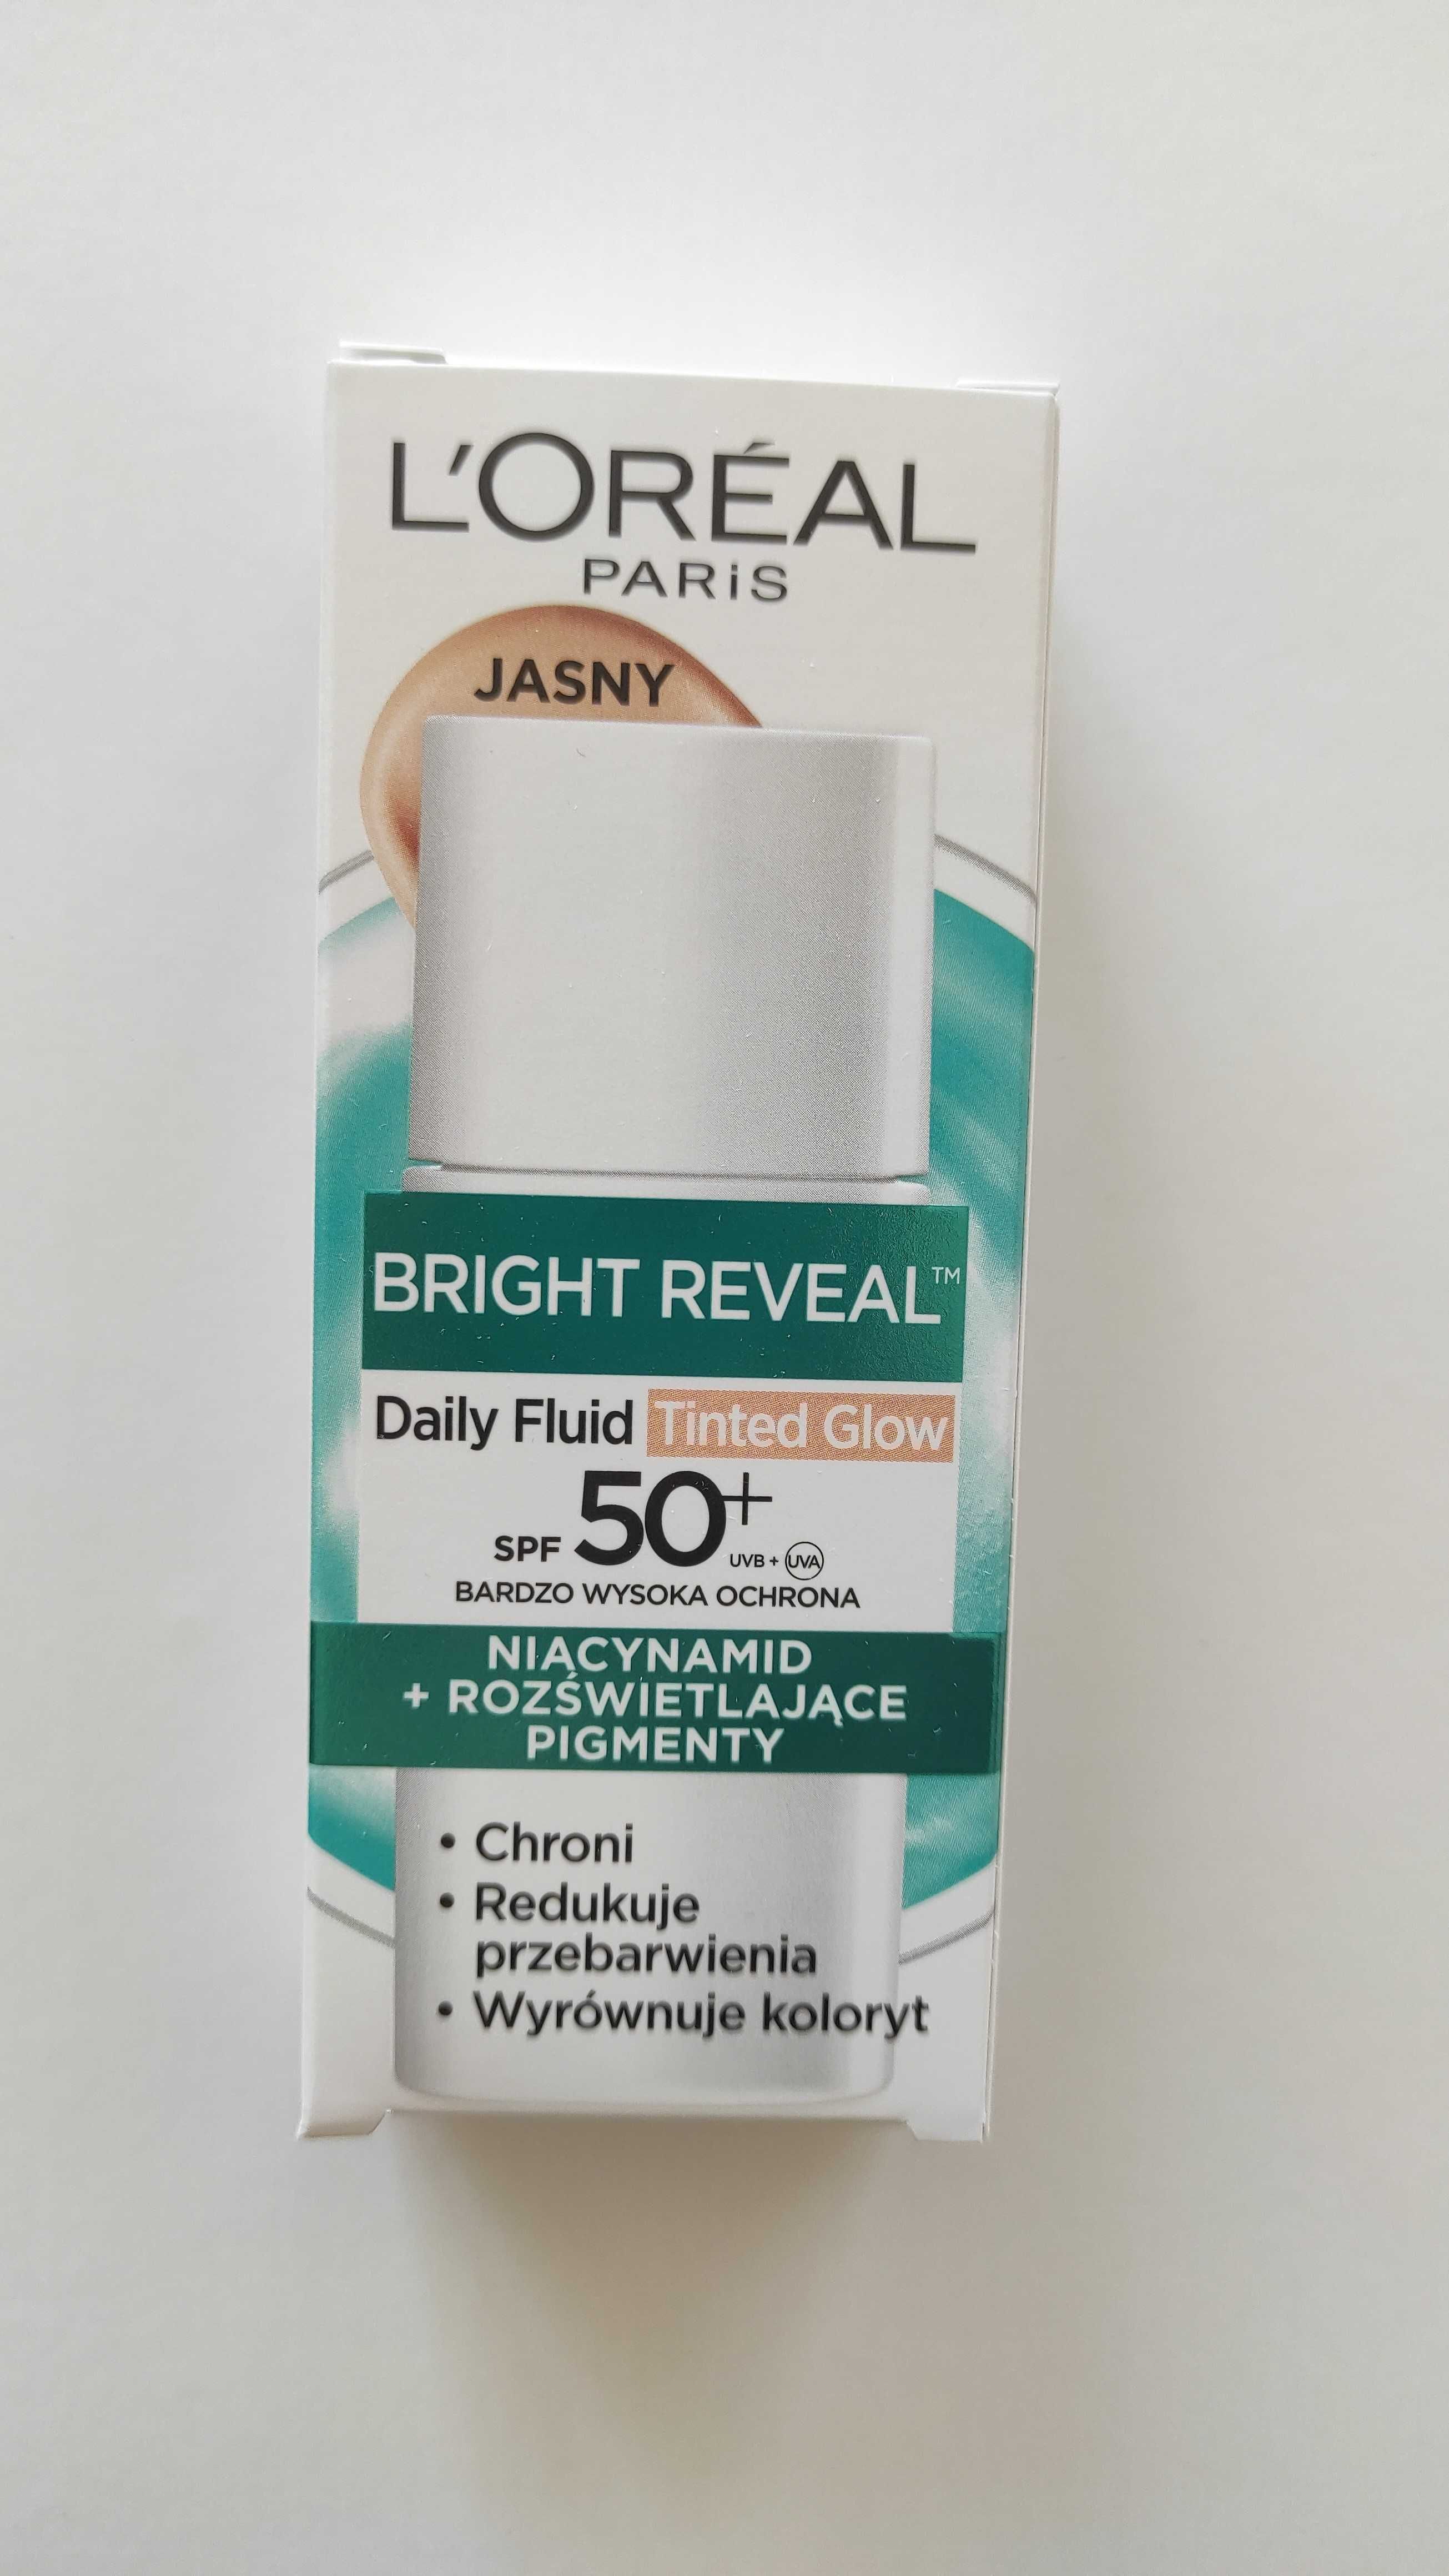 L'ORÉAL
PARiS
JASNY
BRIGHT REVEAL™
Daily Fluid Tinted Glow
SPF 50+ UVB + UVA
BARDZO WYSOKA OCHRONA
NIACYNAMID
+ ROZŚWIETLAJĄCE
PIGMENTY
• Chroni
• Redukuje
przebarwienia
• Wyrównuje koloryt